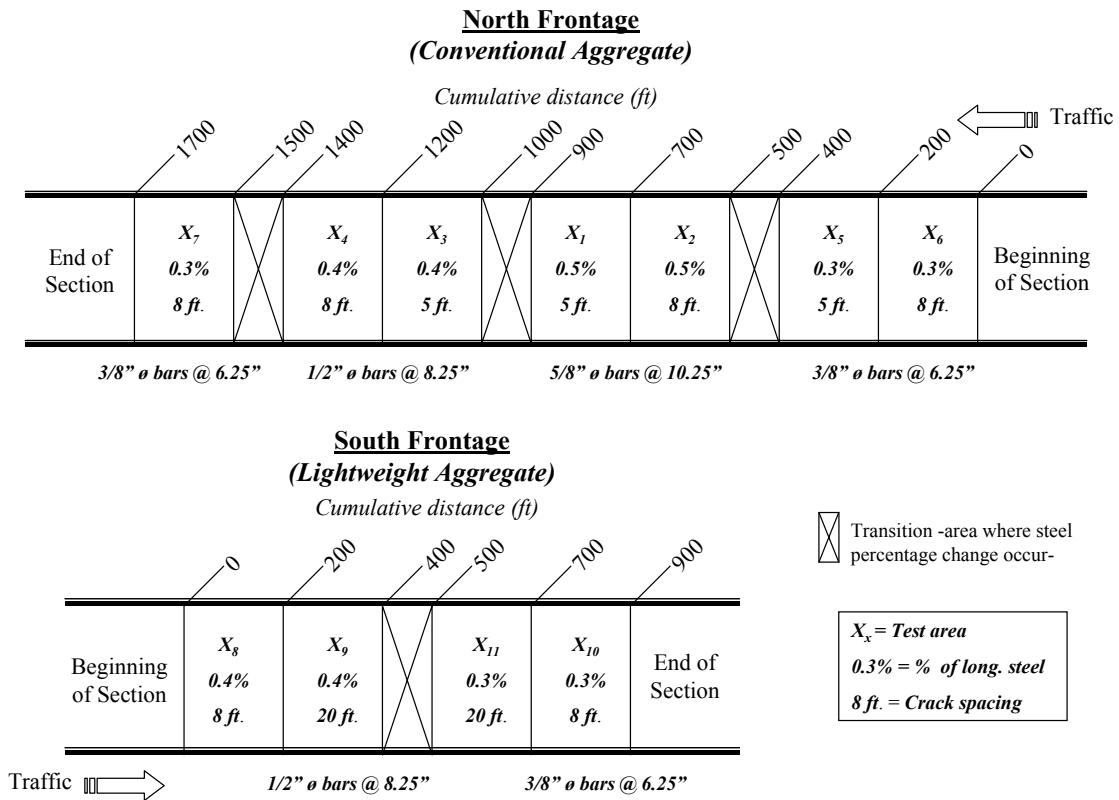 North Frontage
(Conventional Aggregate)
Cumulative distance (ft)
Traffic
1700 1500 1400 1200 1000 900 700 500 400 200 0
End of
Section
X7
0.3%
8 ft.
X4
0.4%
8 ft.
X3
0.4%
5 ft.
X1
0.5%
5 ft.
X2
0.5%
8 ft.
X5
0.3%
5 ft.
X6
0.3%
8 ft.
Beginning
of Section
3/8” ø bars @ 6.25” 1/2” ø bars @ 8.25” 5/8” ø bars @ 10.25” 3/8” ø bars @ 6.25”
South Frontage
(Lightweight Aggregate)
Cumulative distance (ft)
0 200 400 500 700 900
Beginning
of Section
X8
0.4%
8 ft.
X9
0.4%
20 ft.
X11
0.3%
20 ft.
X10
0.3%
8 ft.
End of
Section
Traffic
1/2” ø bars @ 8.25” 3/8” ø bars @ 6.25”
Transition -area where steel
percentage change occur-
Xx = Test area
0.3% = % of long. steel
8 ft. = Crack spacing